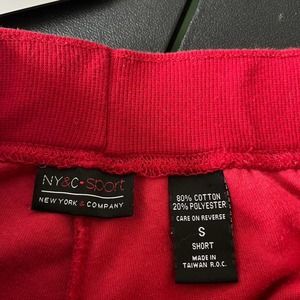 NY&C•sport
NEW YORK & COMPANY
80% COTTON
20% POLYESTER
CARE ON REVERSE
S
SHORT
MADE IN
TAIWAN R.O.C.